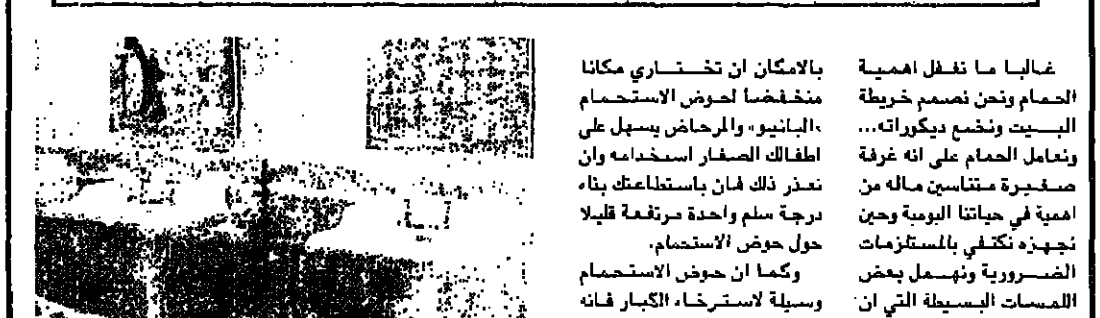 غالبا ما نغفل اهمية
الحمام ونحن نصمم خريطة
البيت ونضع ديكوراته...
ونعامل الحمام على انه غرفة
صغيرة متناسين ماله من
اهمية في حياتنا اليومية وحين
نجهزه نكتفي بالمستلزمات
الضرورية ونهمل بعض
اللمسات البسيطة التي ان
بالامكان ان تختاري مكانا
منخفضا لحوض الاستحمام
«البانيو» والمرحاض يسهل على
اطفالك الصغار استخدامه وان
تعذر ذلك فان باستطاعتك بناء
درجة سلم واحدة مرتفعة قليلا
حول حوض الاستحمام.
وكما ان حوض الاستحمام
وسيلة لاسترخاء الكبار فانه